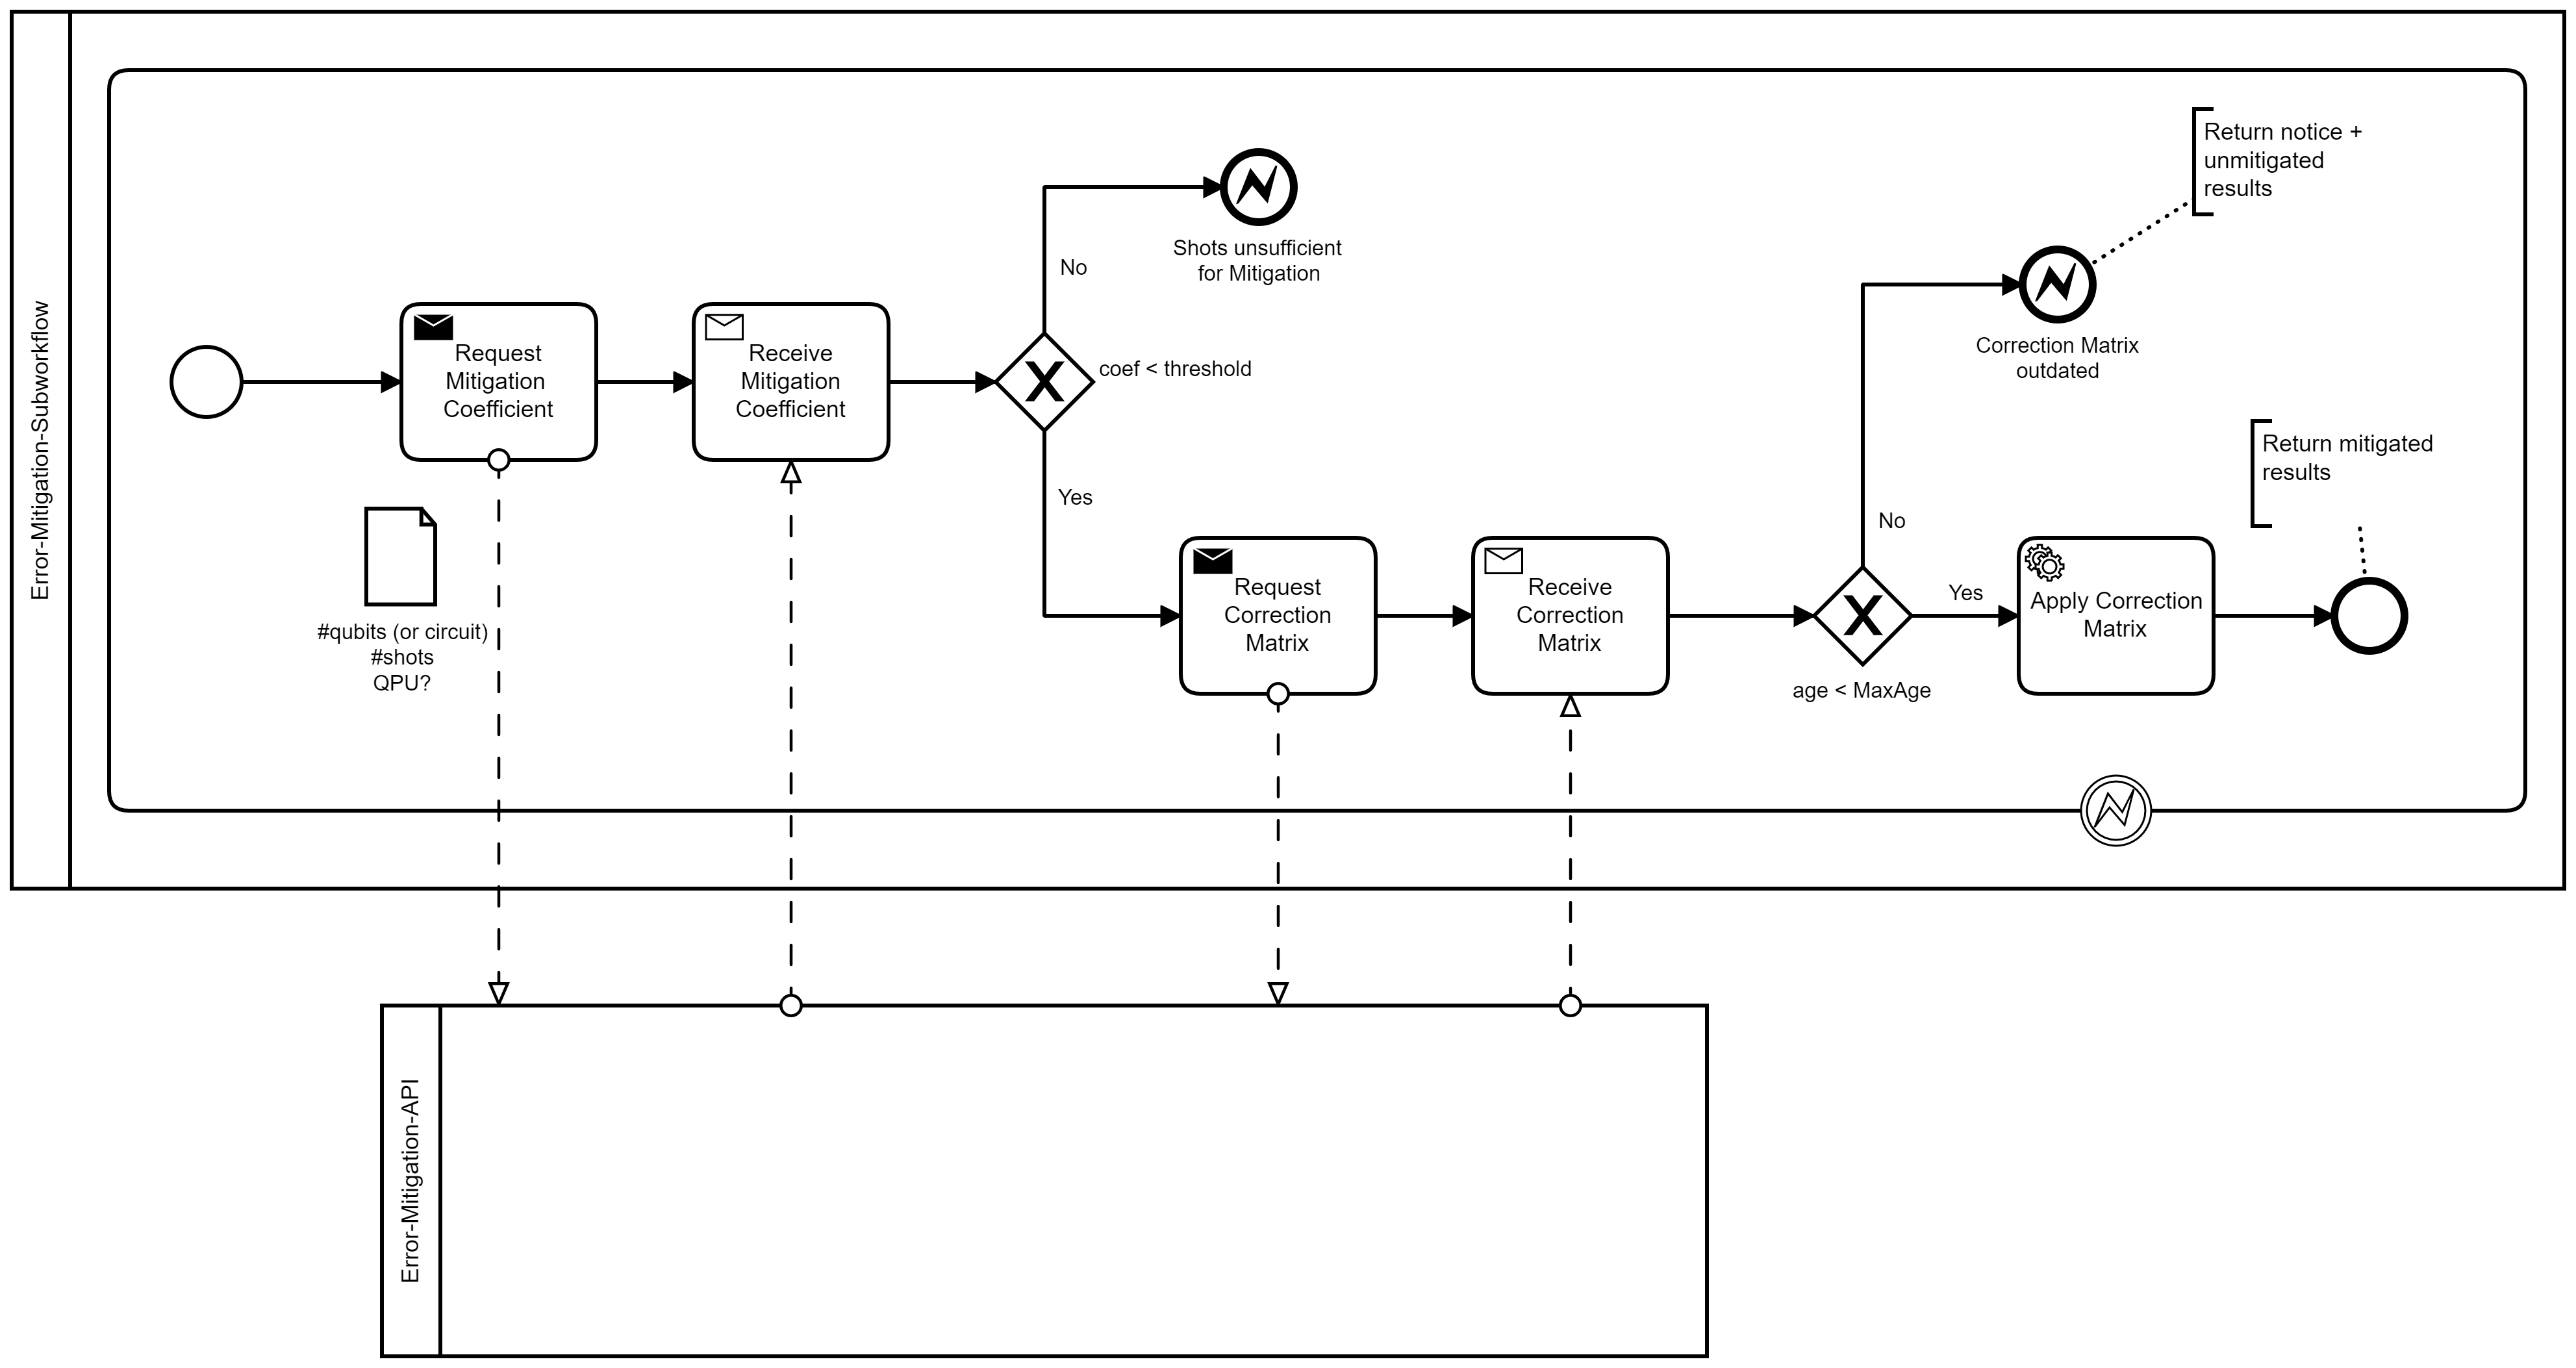 Error-Mitigation-Subworkflow
Request
Mitigation
Coefficient
#qubits (or circuit)
#shots
QPU?
Receive
Mitigation
Coefficient
coef < threshold
No
Shots unsufficient
for Mitigation
Yes
Request
Correction
Matrix
Receive
Correction
Matrix
age < MaxAge
No
Correction Matrix
outdated
Return notice +
unmitigated
results
Yes
Apply Correction
Matrix
Return mitigated
results
Error-Mitigation-API